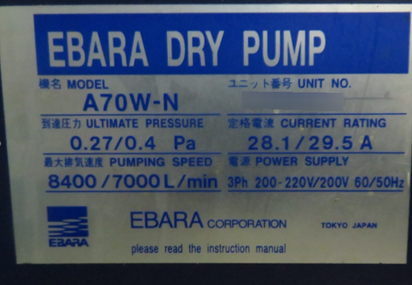 EBARA DRY PUMP
機名 MODEL ユニット番号 UNIT NO.
A70W-N
到達圧力 ULTIMATE PRESSURE 定格電流 CURRENT RATING
0.27/0.4 Pa 28.1/29.5 A
最大排気速度 PUMPING SPEED 電源 POWER SUPPLY
8400/7000L/min 3Ph 200-220V/200V 60/50Hz
EBARA CORPORATION TOKYO JAPAN
EBARA
please read the instruction manual